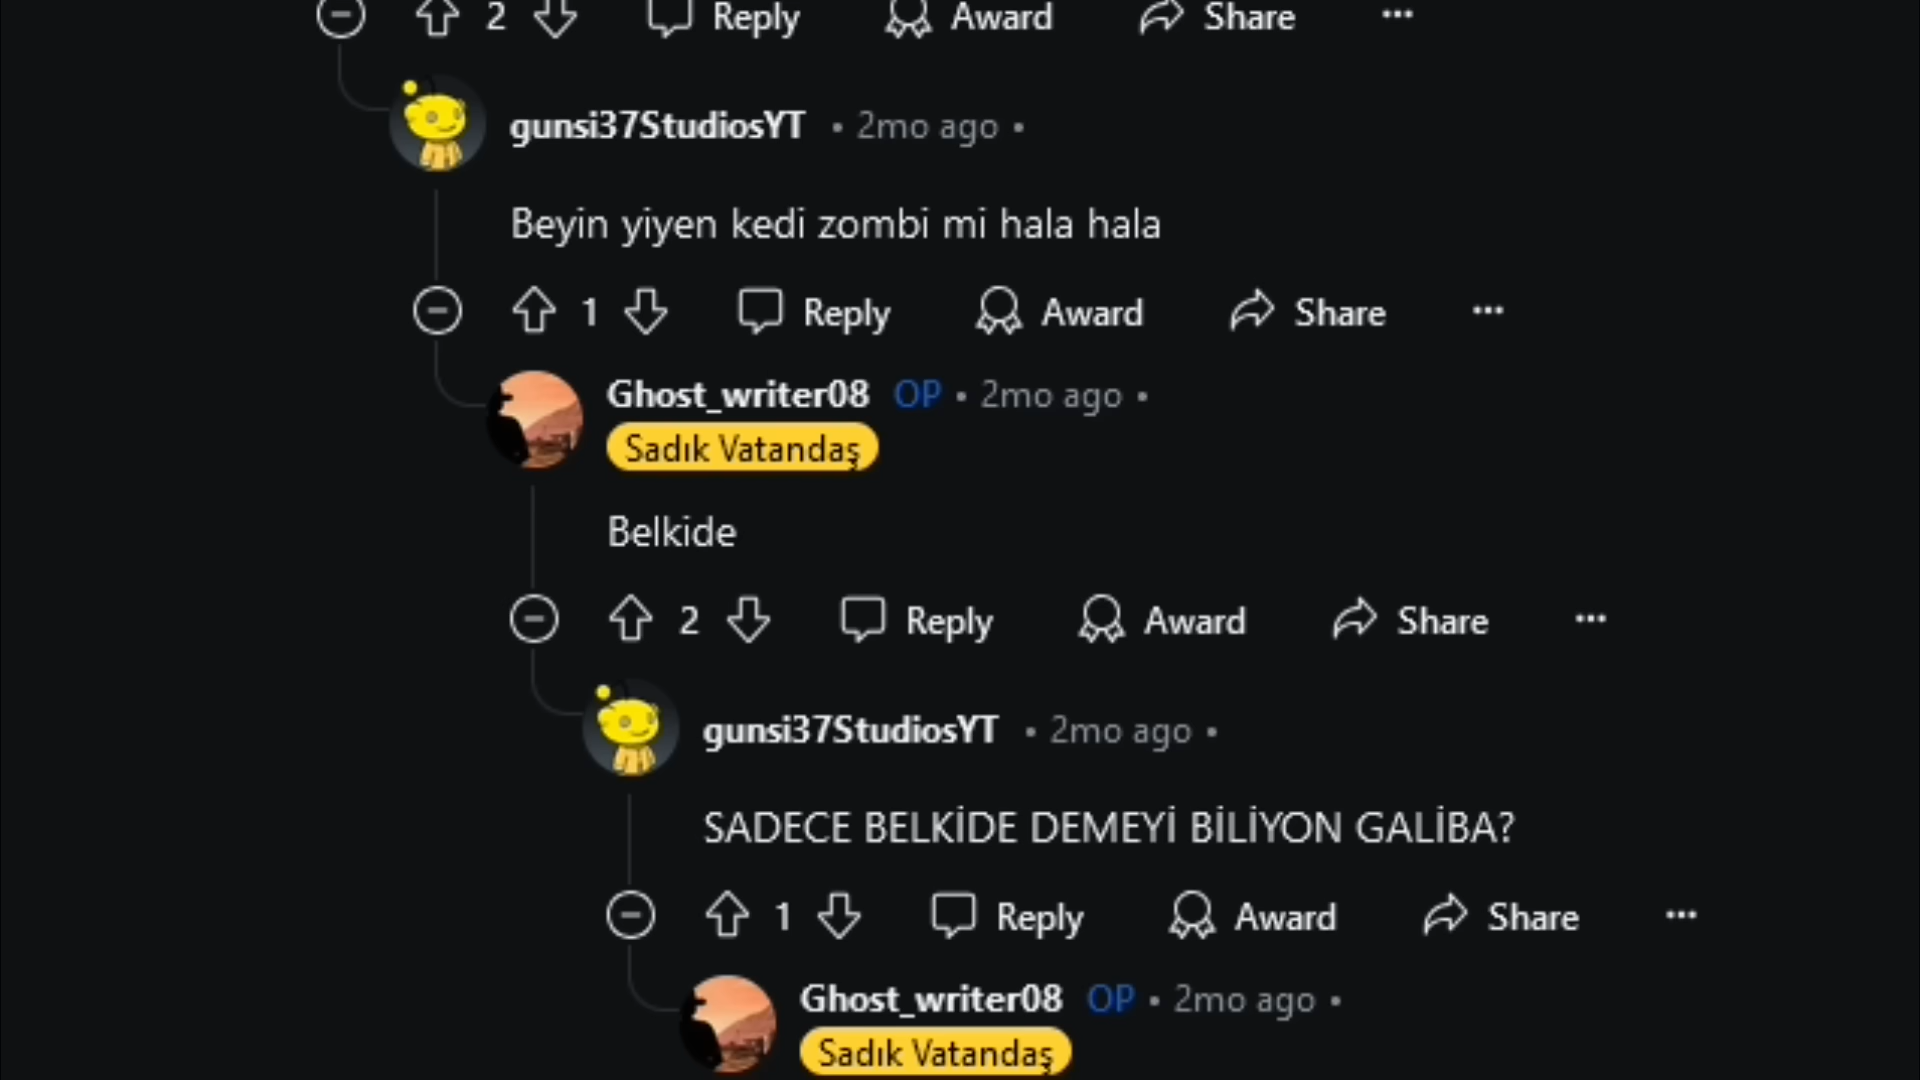 2 Reply Award Share ...
gunsi37StudiosYT • 2mo ago •
Beyin yiyen kedi zombi mi hala hala
1 Reply Award Share ...
Ghost_writer08 OP • 2mo ago •
Sadık Vatandaş
Belkide
2 Reply Award Share ...
gunsi37StudiosYT • 2mo ago •
SADECE BELKİDE DEMEYİ BİLİYON GALİBA?
1 Reply Award Share ...
Ghost_writer08 OP • 2mo ago •
Sadık Vatandaş